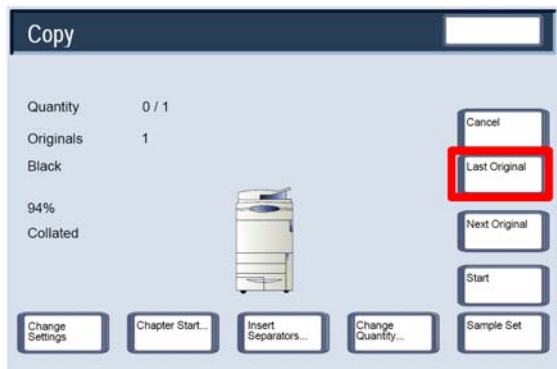 Copy
Quantity 0 / 1
Originals 1
Black
94%
Collated
Cancel
Last Original
Next Original
Start
Change
Settings
Chapter Start...
Insert
Separators...
Change
Quantity...
Sample Set